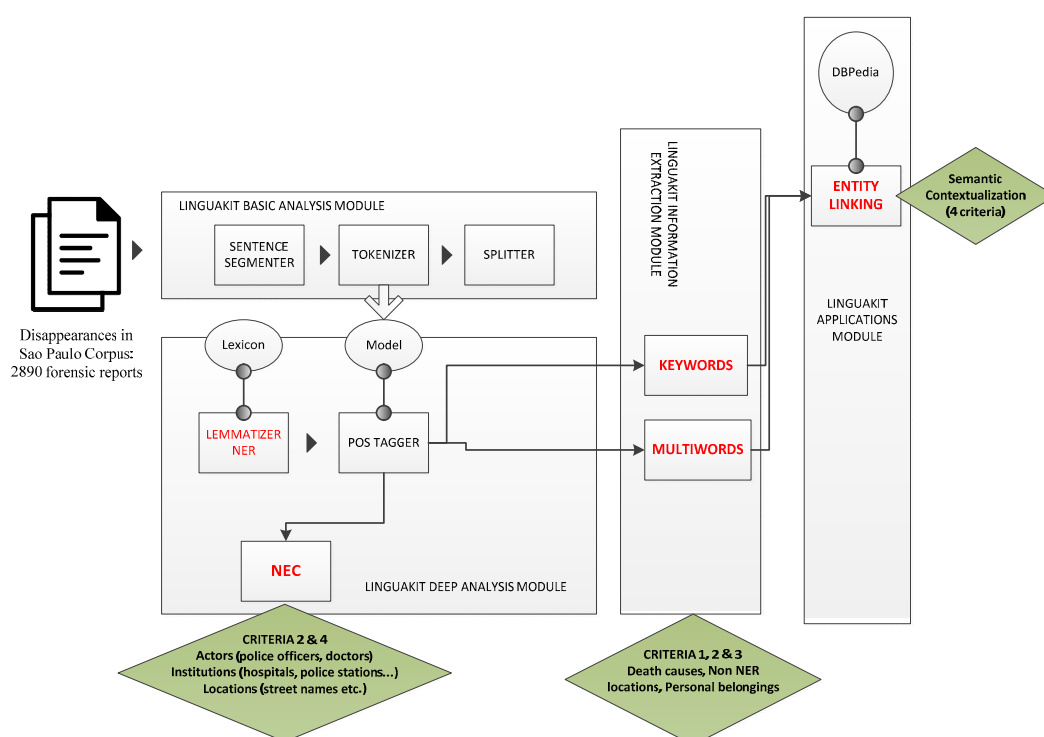 DBPedia
ENTITY
LINKING
Semantic
Contextualization
(4 criteria)
LINGUAKIT
APPLICATIONS
MODULE
LINGUAKIT INFORMATION
EXTRACTION MODULE
KEYWORDS
MULTIWORDS
CRITERIA 1, 2 & 3
Death causes, Non NER
locations, Personal belongings
LINGUAKIT BASIC ANALYSIS MODULE
SENTENCE
SEGMENTER
TOKENIZER
SPLITTER
Disappearances in
Sao Paulo Corpus:
2890 forensic reports
Lexicon
Model
LEMMATIZER
NER
POS TAGGER
NEC
LINGUAKIT DEEP ANALYSIS MODULE
CRITERIA 2 & 4
Actors (police officers, doctors)
Institutions (hospitals, police stations...)
Locations (street names etc.)